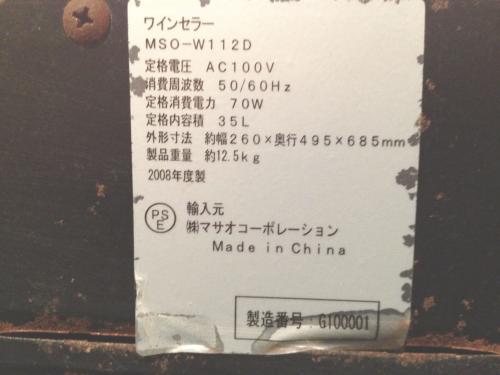 ワインセラー
MSO-W112D
定格電圧 AC100V
消費周波数 50/60Hz
定格消費電力 70W
定格内容積 35L
外形寸法 約幅260×奥行495×685mm
製品重量 約12.5kg
2008年度製
PSE
輸入元
㈱マサオコーポレーション
Made in China
製造番号:G100001